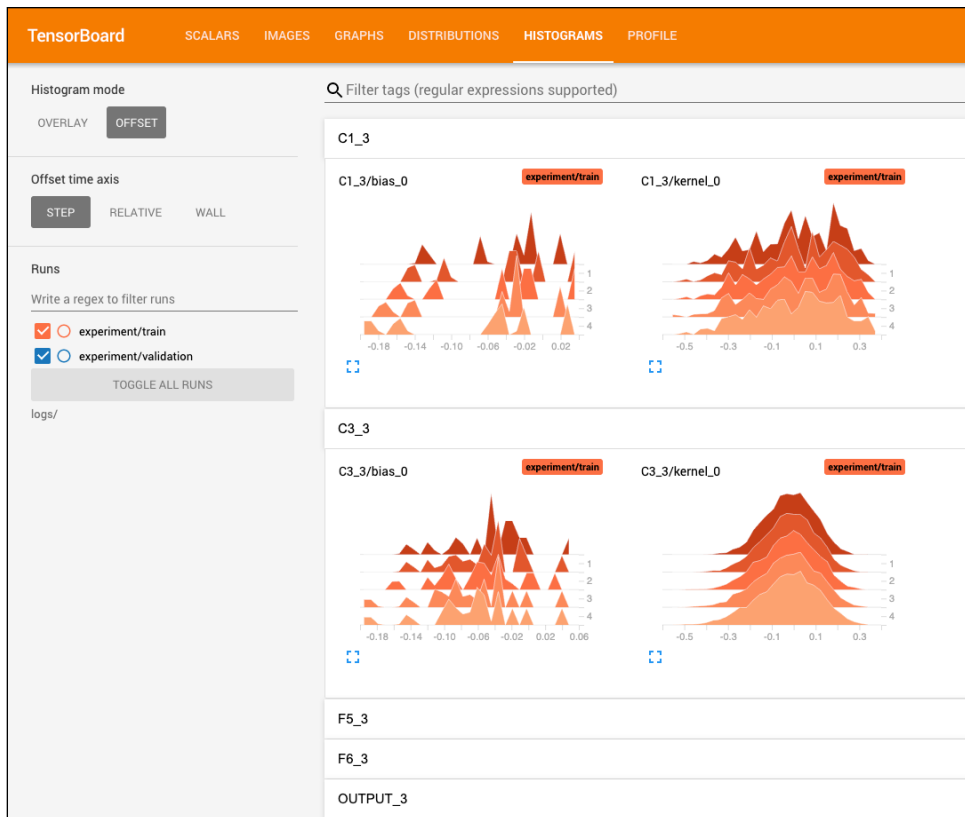 TensorBoard SCALARS IMAGES GRAPHS DISTRIBUTIONS HISTOGRAMS PROFILE
Histogram mode
OVERLAY OFFSET
Offset time axis
STEP RELATIVE WALL
Runs
Write a regex to filter runs
experiment/train
experiment/validation
TOGGLE ALL RUNS
logs/
Filter tags (regular expressions supported)
C1_3
C1_3/bias_0 experiment/train
1
2
3
4
-0.18 -0.14 -0.10 -0.06 -0.02 0.02
C1_3/kernel_0 experiment/train
1
2
3
4
-0.5 -0.3 -0.1 0.1 0.3
C3_3
C3_3/bias_0 experiment/train
1
2
3
4
-0.18 -0.14 -0.10 -0.06 -0.02 0.02 0.06
C3_3/kernel_0 experiment/train
1
2
3
4
-0.5 -0.3 -0.1 0.1 0.3
F5_3
F6_3
OUTPUT_3